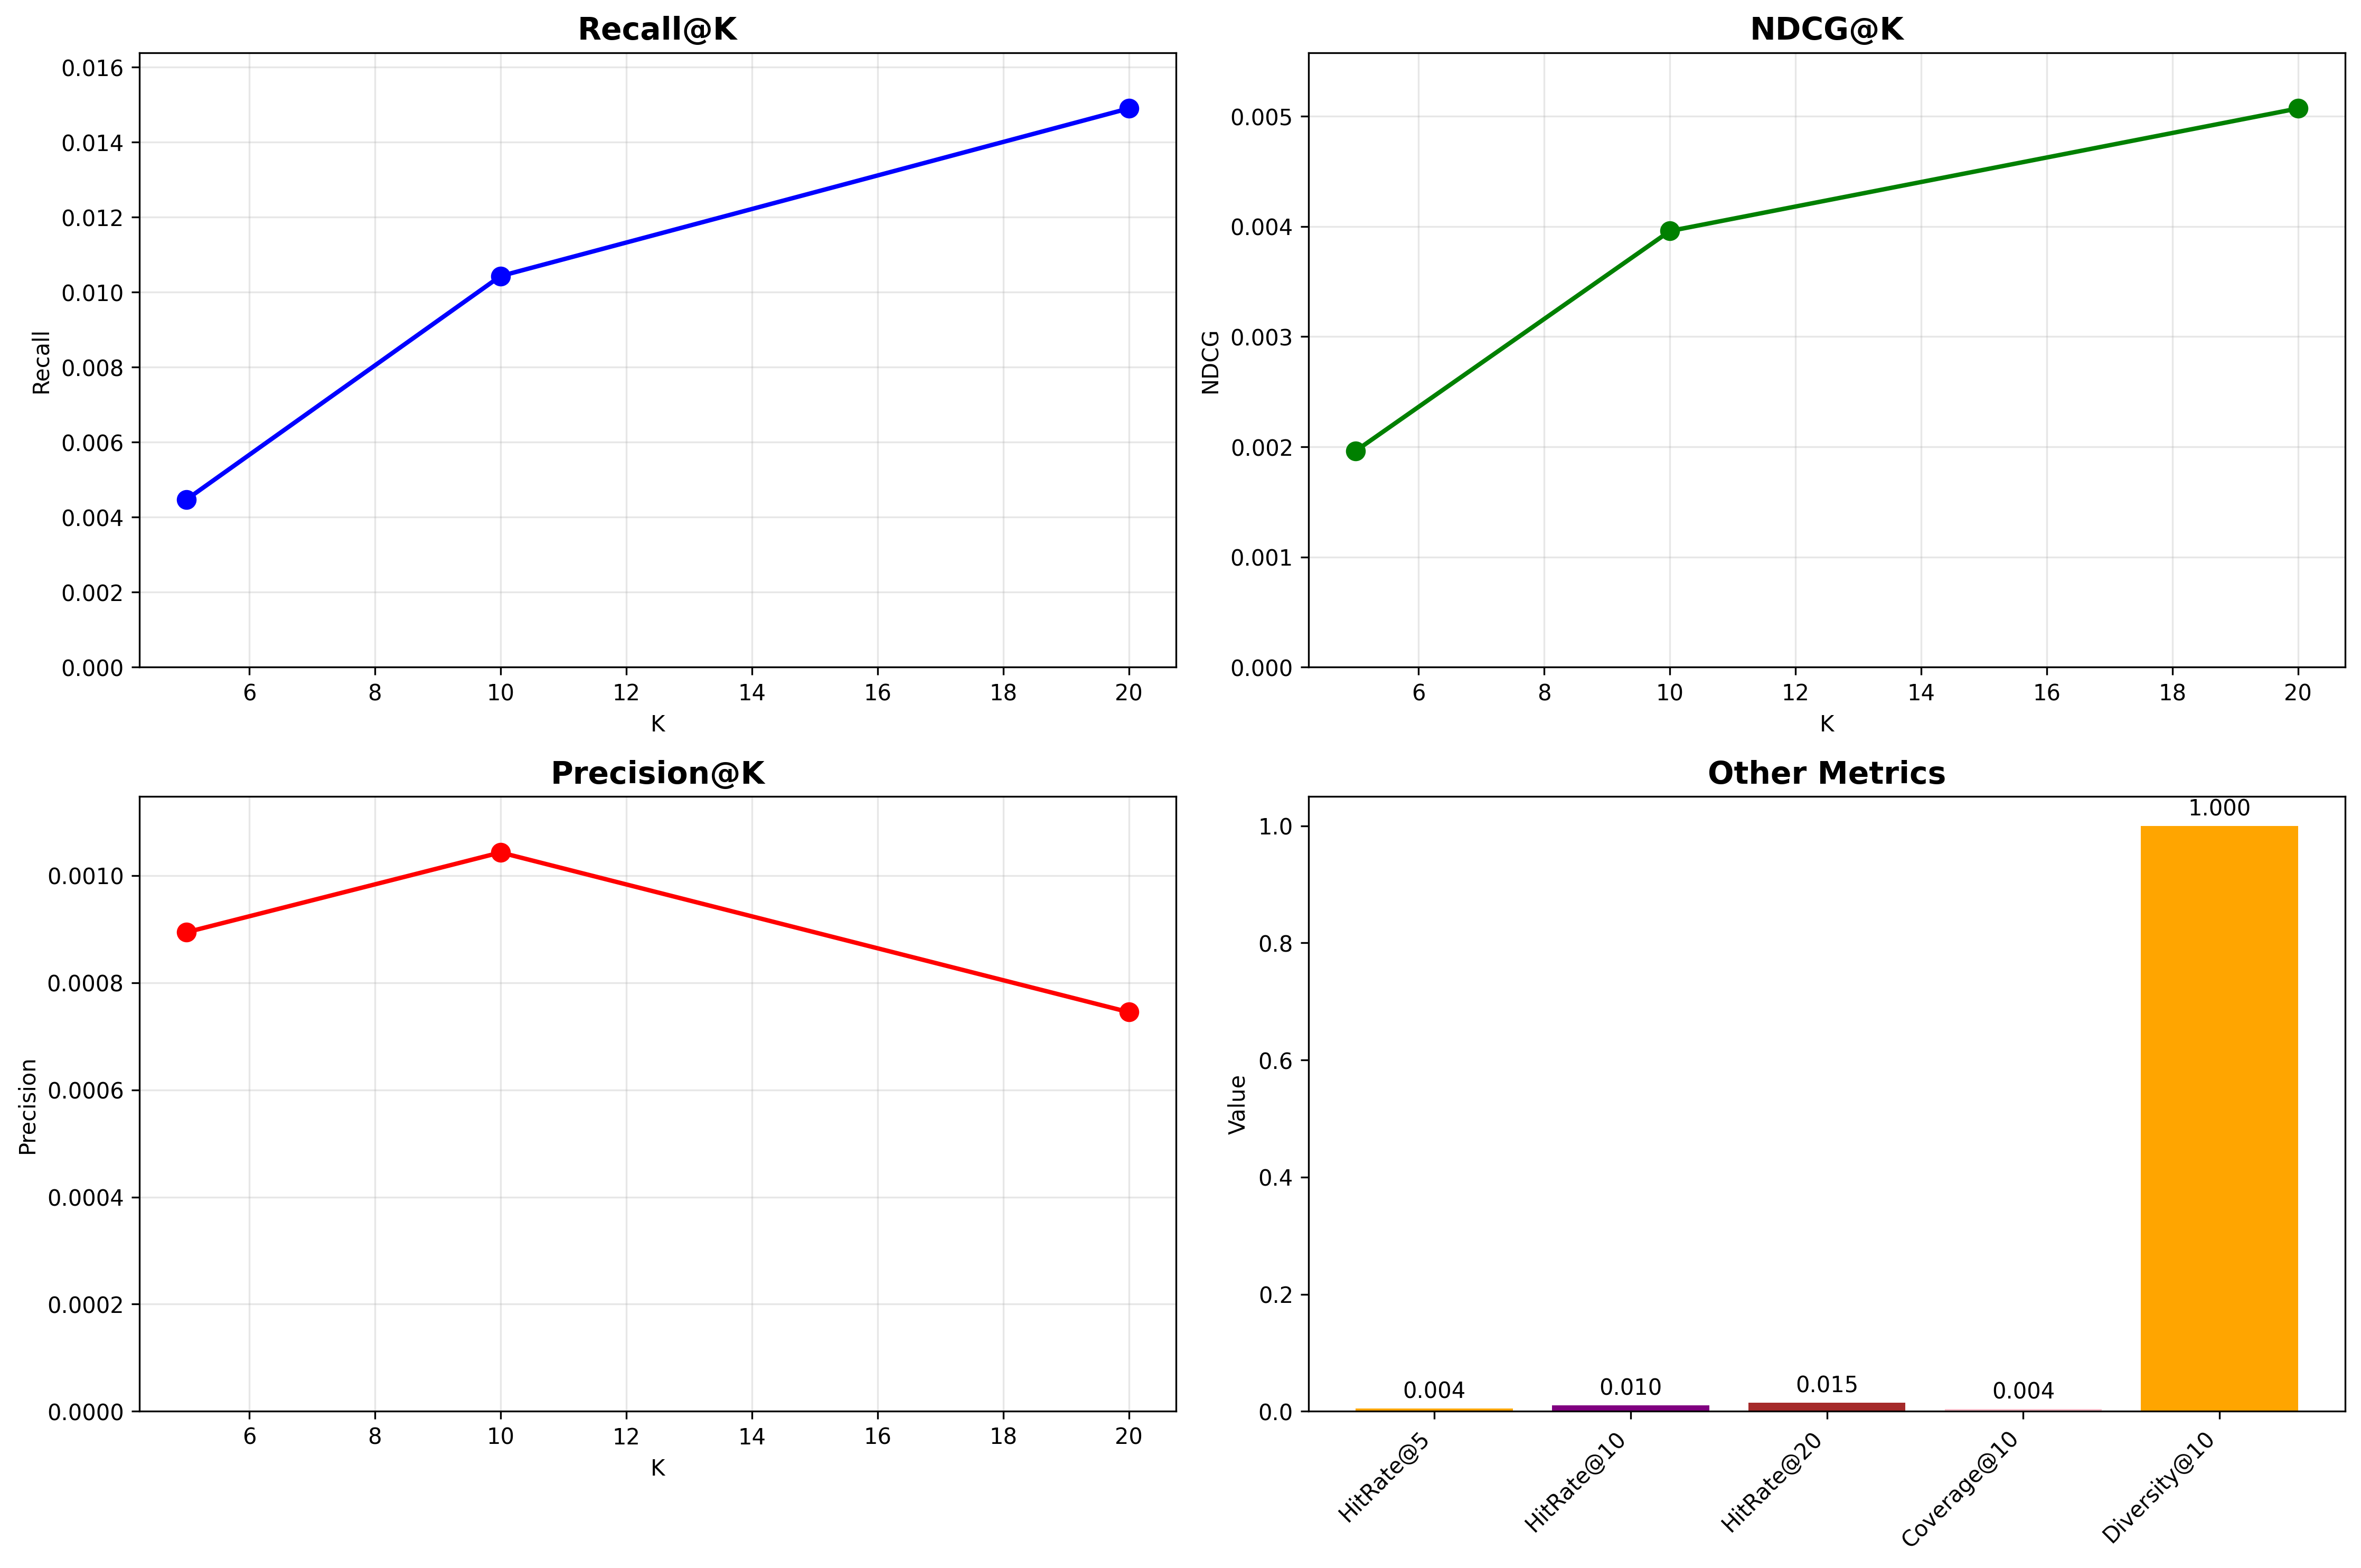 Recall@K
0.016
0.014
0.012
0.010
0.008
0.006
0.004
0.002
0.000
Recall
6 8 10 12 14 16 18 20
K
NDCG@K
0.005
0.004
0.003
0.002
0.001
0.000
NDCG
6 8 10 12 14 16 18 20
K
Precision@K
0.0010
0.0008
0.0006
0.0004
0.0002
0.0000
Precision
6 8 10 12 14 16 18 20
K
Other Metrics
1.0
0.8
0.6
0.4
0.2
0.0
Value
0.004 0.010 0.015 0.004 1.000
HitRate@5 HitRate@10 HitRate@20 Coverage@10 Diversity@10